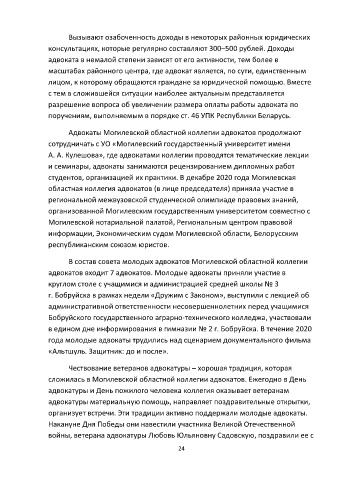 Вызывают озабоченность доходы в некоторых районных юридических
консультациях, которые регулярно составляют 300–500 рублей. Доходы
адвоката в немалой степени зависят от его активности, тем более в
масштабах районного центра, где адвокат является, по сути, единственным
лицом, к которому обращаются граждане за юридической помощью. Вместе
с тем в сложившейся ситуации наиболее актуальным представляется
разрешение вопроса об увеличении размера оплаты работы адвоката по
поручениям, выполняемым в порядке ст. 46 УПК Республики Беларусь.
Адвокаты Могилевской областной коллегии адвокатов продолжают
сотрудничать с УО «Могилевский государственный университет имени
А. А. Кулешова», где адвокатами коллегии проводятся тематические лекции
и семинары, адвокаты занимаются рецензированием дипломных работ
студентов, организацией их практики. В декабре 2020 года Могилевская
областная коллегия адвокатов (в лице председателя) приняла участие в
региональной межвузовской студенческой олимпиаде правовых знаний,
организованной Могилевским государственным университетом совместно с
Могилевской нотариальной палатой, Региональным центром правовой
информации, Экономическим судом Могилевской области, Белорусским
республиканским союзом юристов.
В состав совета молодых адвокатов Могилевской областной коллегии
адвокатов входит 7 адвокатов. Молодые адвокаты приняли участие в
круглом столе с учащимися и администрацией средней школы № 3
г. Бобруйска в рамках недели «Дружим с Законом», выступили с лекцией об
административной ответственности несовершеннолетних перед учащимися
Бобруйского государственного аграрно-технического колледжа, участвовали
в едином дне информирования в гимназии № 2 г. Бобруйска. В течение 2020
года молодые адвокаты трудились над сценарием документального фильма
«Альтшуль. Защитник: до и после».
Чествование ветеранов адвокатуры – хорошая традиция, которая
сложилась в Могилевской областной коллегии адвокатов. Ежегодно в День
адвокатуры и День пожилого человека коллегия оказывает ветеранам
адвокатуры материальную помощь, направляет поздравительные открытки,
организует встречи. Эти традиции активно поддержали молодые адвокаты.
Накануне Дня Победы они навестили участника Великой Отечественной
войны, ветерана адвокатуры Любовь Юльяновну Садовскую, поздравили ее с
24